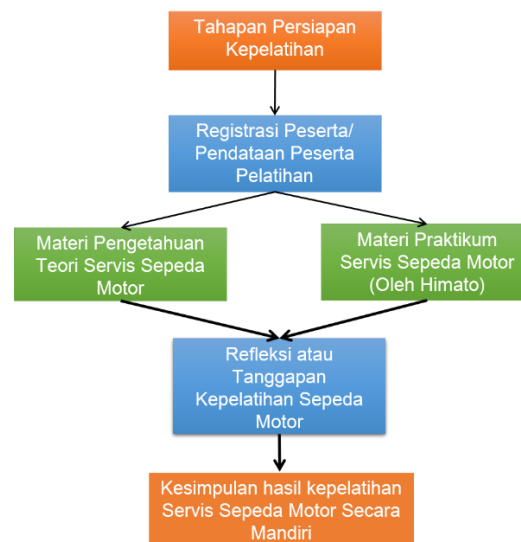 Tahapan Persiapan
Kepelatihan
Registrasi Peserta/
Pendataan Peserta
Pelatihan
Materi Pengetahuan
Teori Servis Sepeda
Motor
Materi Praktikum
Servis Sepeda Motor
(Oleh Himato)
Refleksi atau
Tanggapan
Kepelatihan Sepeda
Motor
Kesimpulan hasil kepelatihan
Servis Sepeda Motor Secara
Mandiri